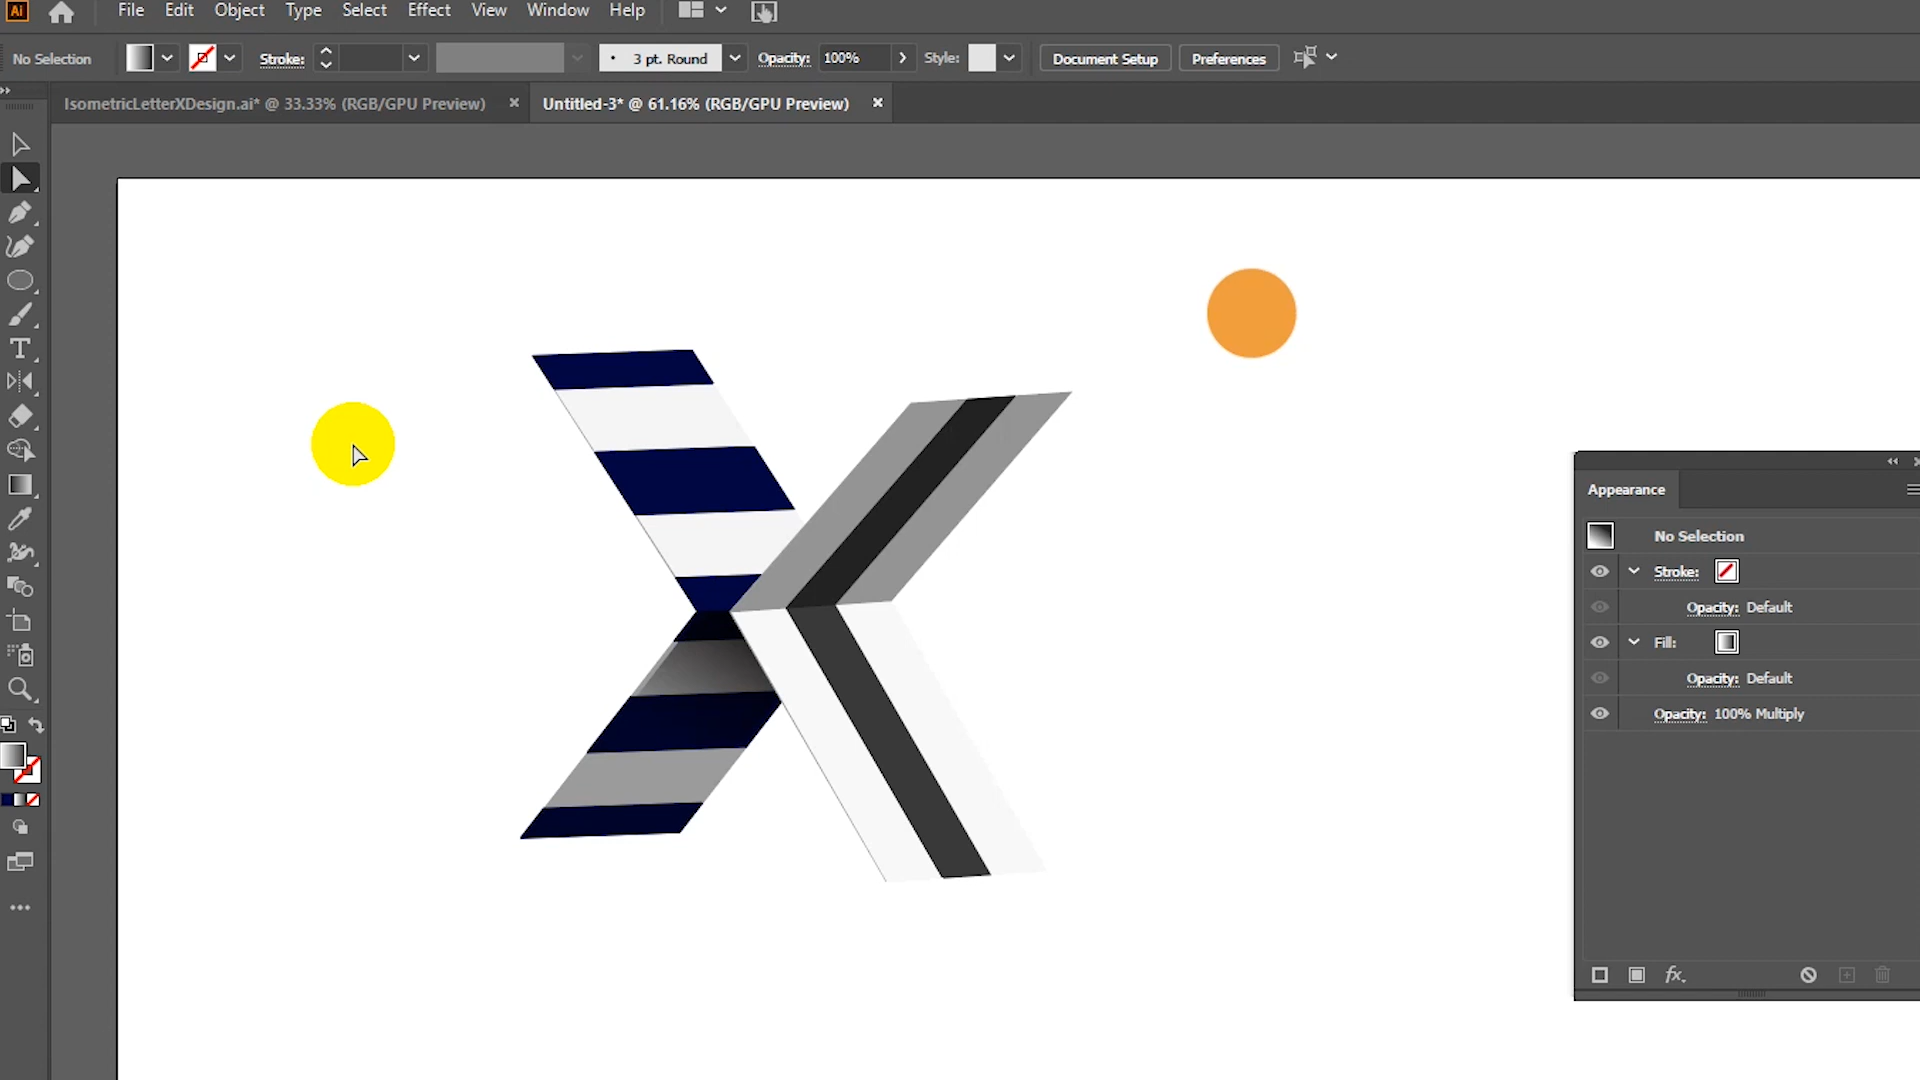 Ai File Edit Object Type Select Effect View Window Help
No Selection Stroke: 3 pt. Round Opacity: 100% Style: Document Setup Preferences
IsometricLetterXDesign.ai* @ 33.33% (RGB/GPU Preview) × Untitled-3* @ 61.16% (RGB/GPU Preview) ×
Appearance
No Selection
Stroke:
Opacity: Default
Fill:
Opacity: Default
Opacity: 100% Multiply
fx